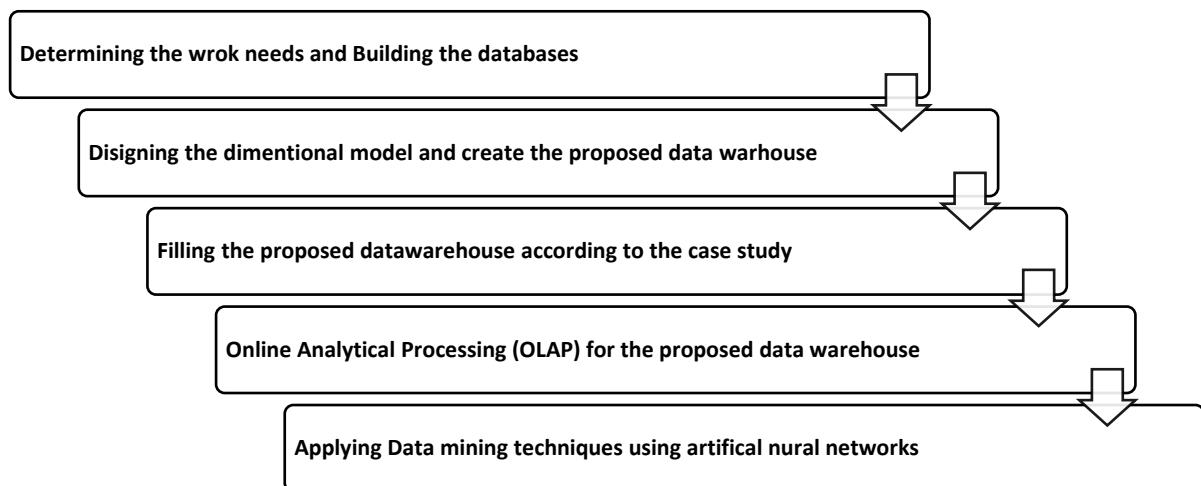 Determining the wrok needs and Building the databases
Disigning the dimentional model and create the proposed data warhouse
Filling the proposed datawarehouse according to the case study
Online Analytical Processing (OLAP) for the proposed data warehouse
Applying Data mining techniques using artifical nural networks